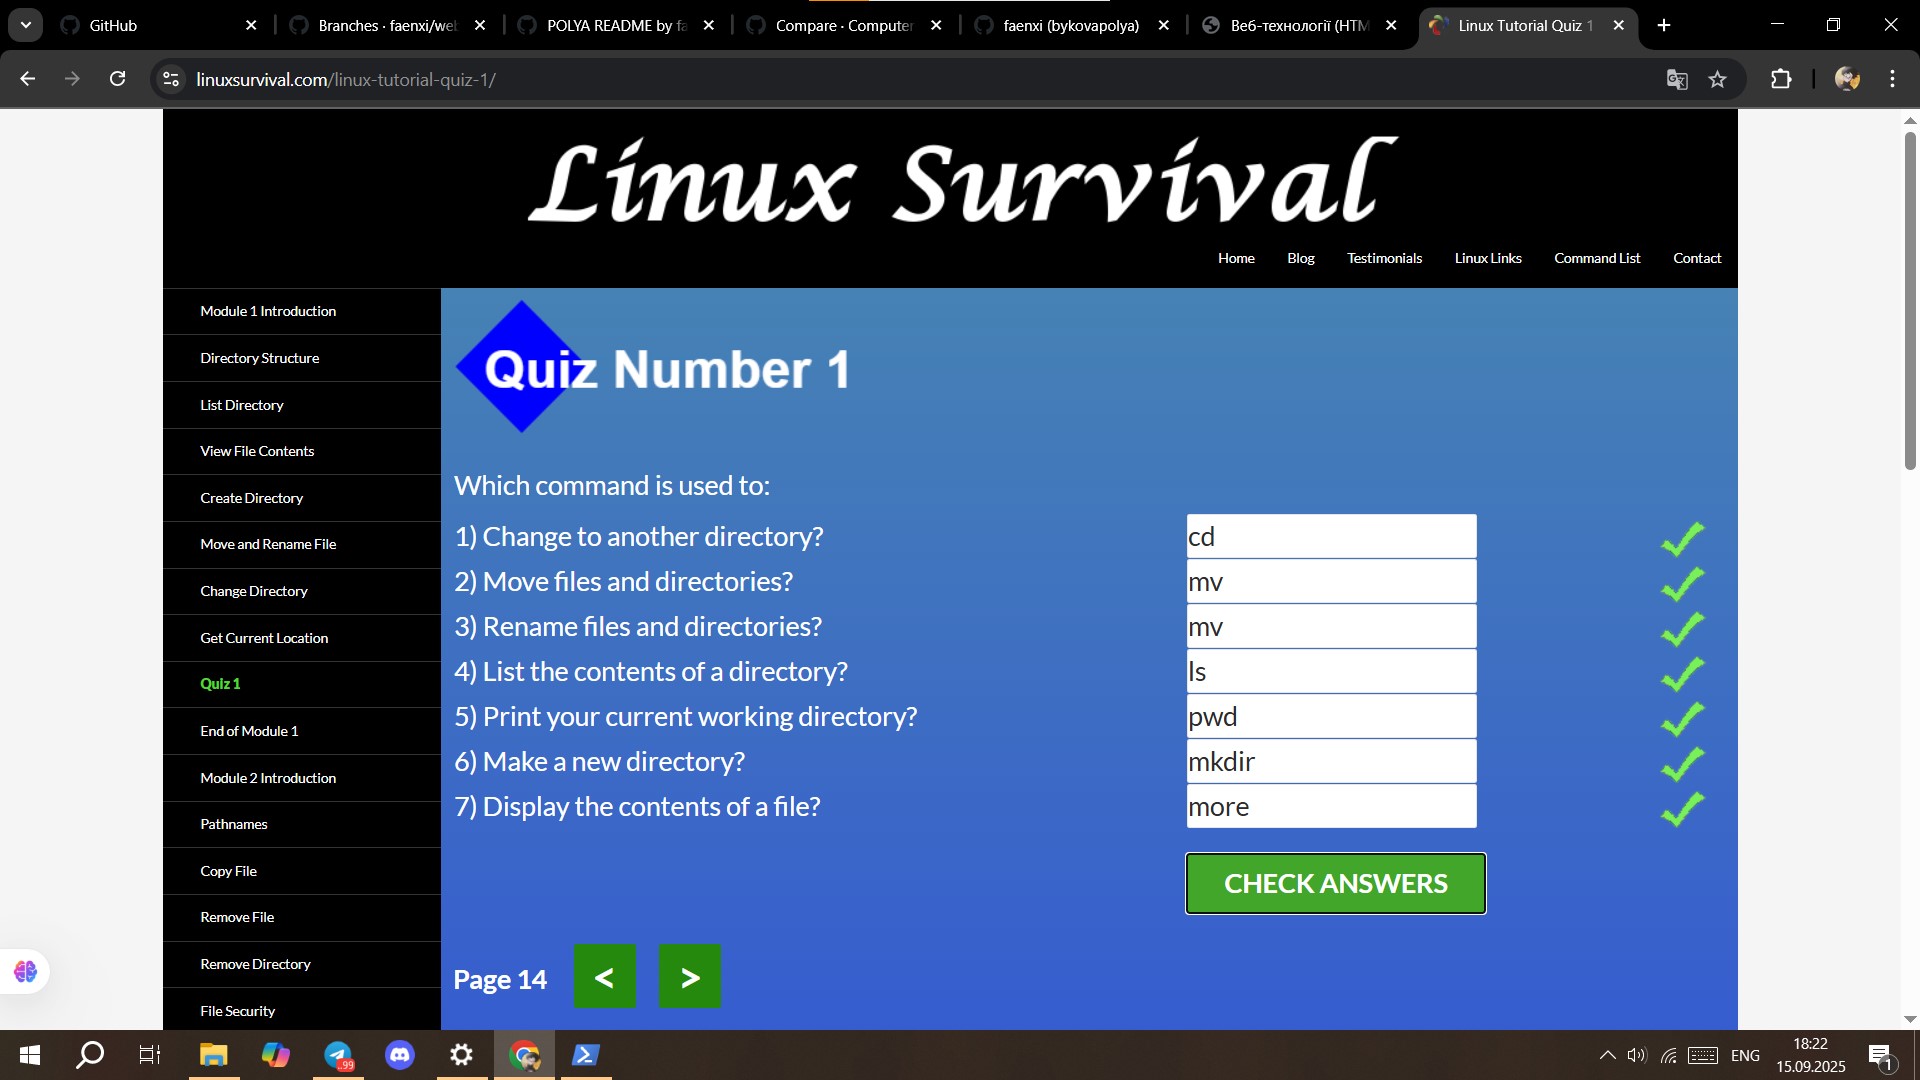 GitHub
Branches · faenxi/web
POLYA README by fa
Compare · Computer
faenxi (bykovapolya)
Веб-технології (HTM
Linux Tutorial Quiz 1
linuxsurvival.com/linux-tutorial-quiz-1/
Linux Survival
Home Blog Testimonials Linux Links Command List Contact
Module 1 Introduction
Directory Structure
List Directory
View File Contents
Create Directory
Move and Rename File
Change Directory
Get Current Location
Quiz 1
End of Module 1
Module 2 Introduction
Pathnames
Copy File
Remove File
Remove Directory
File Security
Quiz Number 1
Which command is used to:
1) Change to another directory? cd
2) Move files and directories? mv
3) Rename files and directories? mv
4) List the contents of a directory? ls
5) Print your current working directory? pwd
6) Make a new directory? mkdir
7) Display the contents of a file? more
CHECK ANSWERS
Page 14 < >
..99
ENG
18:22
15.09.2025
1